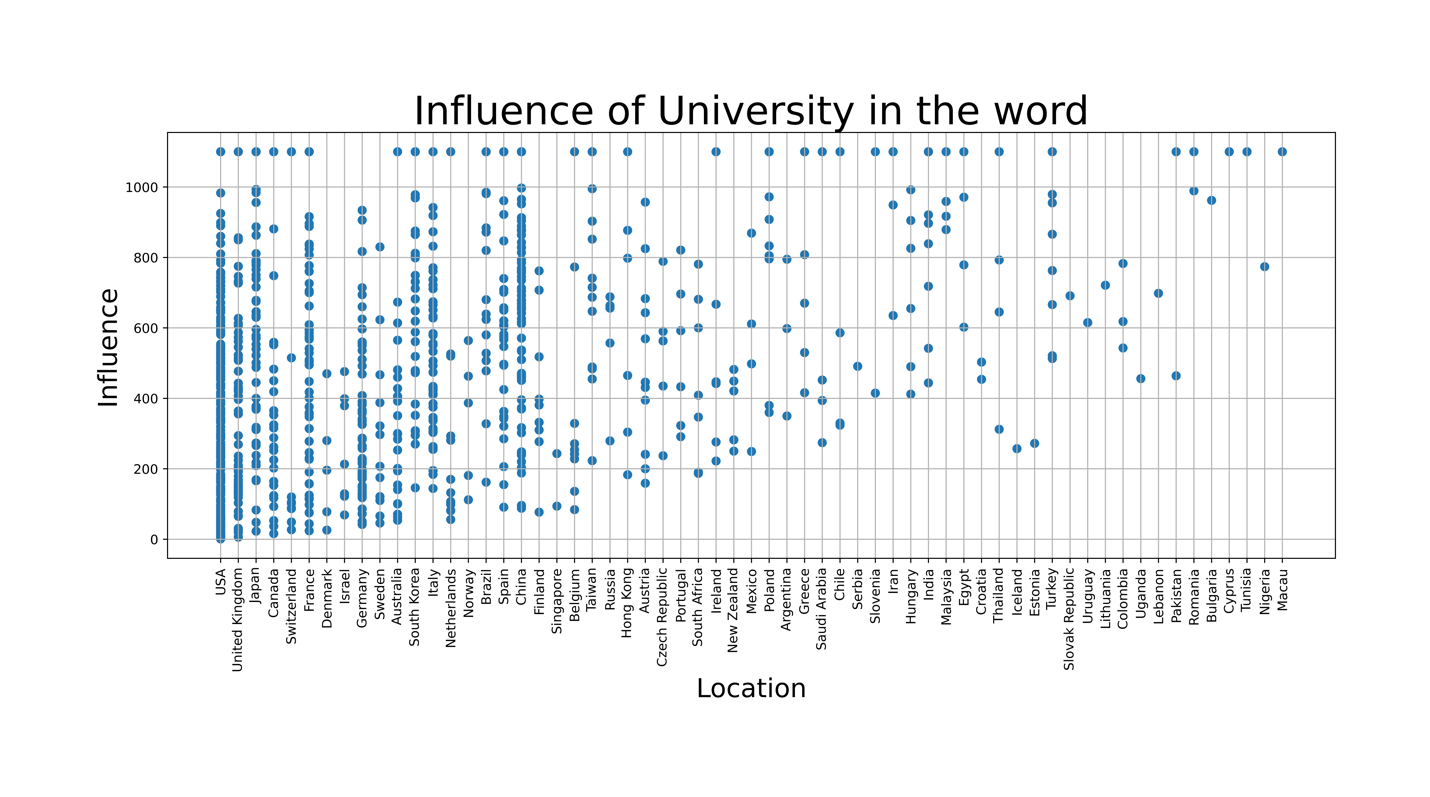 Influence of University in the word
Influence
1000
800
600
400
200
0
USA
United Kingdom
Japan
Canada
Switzerland
France
Denmark
Israel
Germany
Sweden
Australia
South Korea
Italy
Netherlands
Norway
Brazil
Spain
China
Finland
Singapore
Belgium
Taiwan
Russia
Hong Kong
Austria
Czech Republic
Portugal
South Africa
Ireland
New Zealand
Mexico
Poland
Argentina
Greece
Saudi Arabia
Chile
Serbia
Slovenia
Iran
Hungary
India
Malaysia
Egypt
Croatia
Thailand
Iceland
Estonia
Turkey
Slovak Republic
Uruguay
Lithuania
Colombia
Uganda
Lebanon
Pakistan
Romania
Bulgaria
Cyprus
Tunisia
Nigeria
Macau
Location